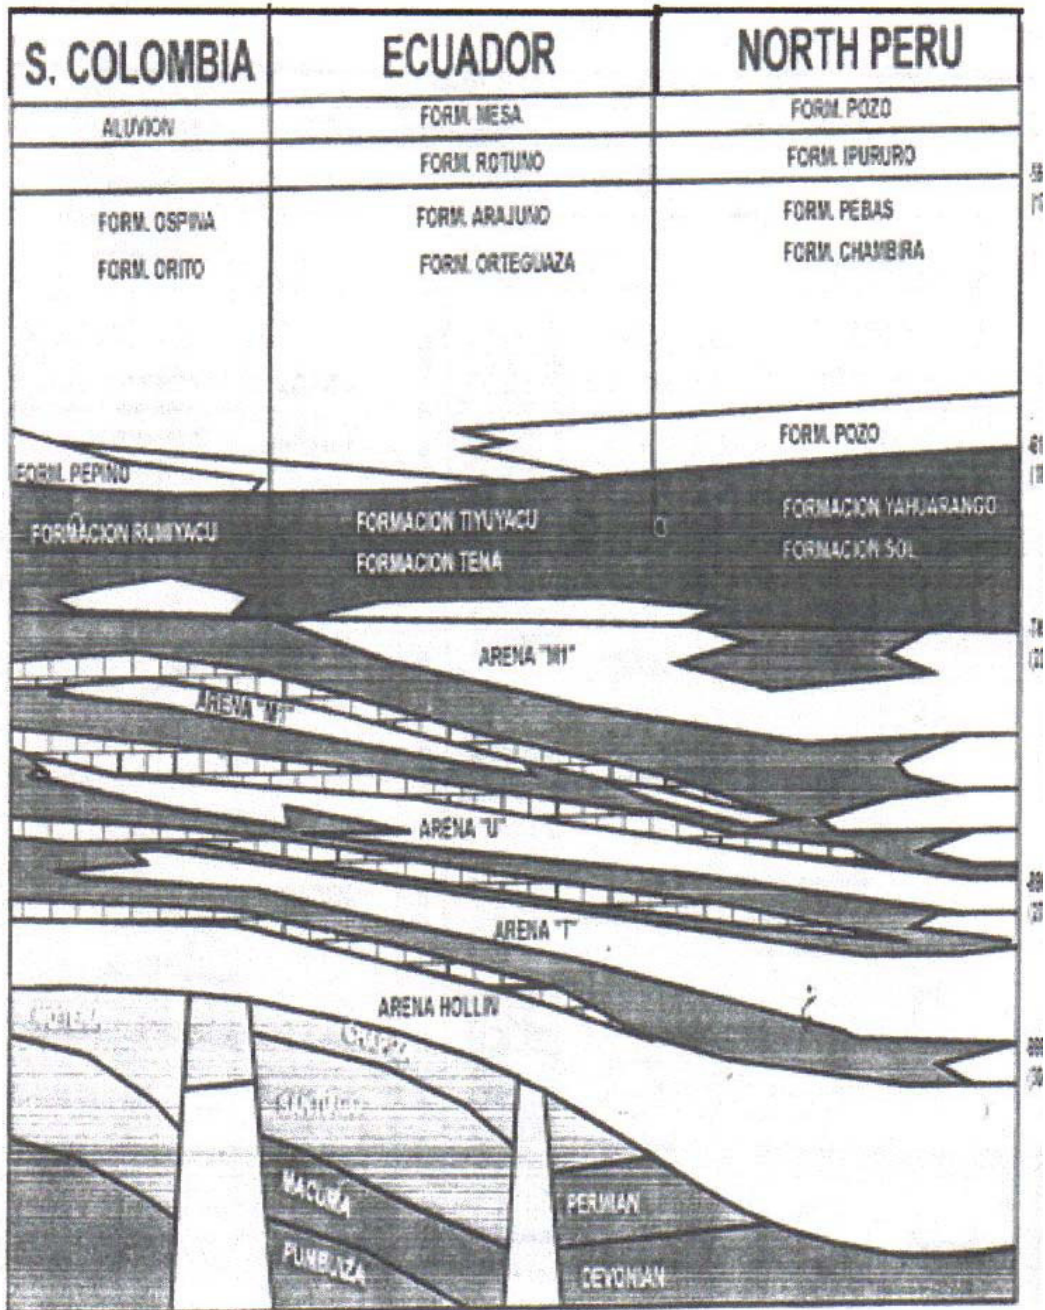 S. COLOMBIA
ECUADOR
NORTH PERU
ALUVION
FORM. MESA
FORM. POZO
FORM. ROTUNO
FORM. IPURURO
FORM. OSPINA
FORM. ARAJUNO
FORM. PEBAS
FORM. ORITO
FORM. ORTEGUAZA
FORM. CHAMBIRA
FORM. POZO
FORM. PEPINO
FORMACION RUMIYACU
FORMACION TIYUYACU
FORMACION YAHUARANGO
FORMACION TENA
FORMACION SOL
ARENA "M1"
ARENA "M1"
ARENA "U"
ARENA "T"
ARENA HOLLIN
MACUMA
PERMIAN
PUMBUIZA
DEVONIAN